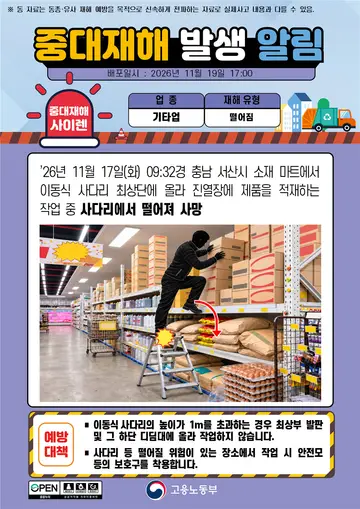 ※ 동 자료는 동종·유사 재해 예방을 목적으로 신속하게 전파하는 자료로 실제사고 내용과 다를 수 있음.
중대재해 발생 알림
배포일시 : 2026년 11월 19일 17:00
중대재해
사이렌
업 종
재해 유형
기타업
떨어짐
'26년 11월 17일(화) 09:32경 충남 서산시 소재 마트에서
이동식 사다리 최상단에 올라 진열장에 제품을 적재하는
작업 중 사다리에서 떨어져 사망
예방
대책
▪ 이동식 사다리의 높이가 1m를 초과하는 경우 최상부 발판
및 그 하단 디딤대에 올라 작업하지 않습니다.
▪ 사다리 등 떨어질 위험이 있는 장소에서 작업 시 안전모
등의 보호구를 착용합니다.
OPEN
고용노동부